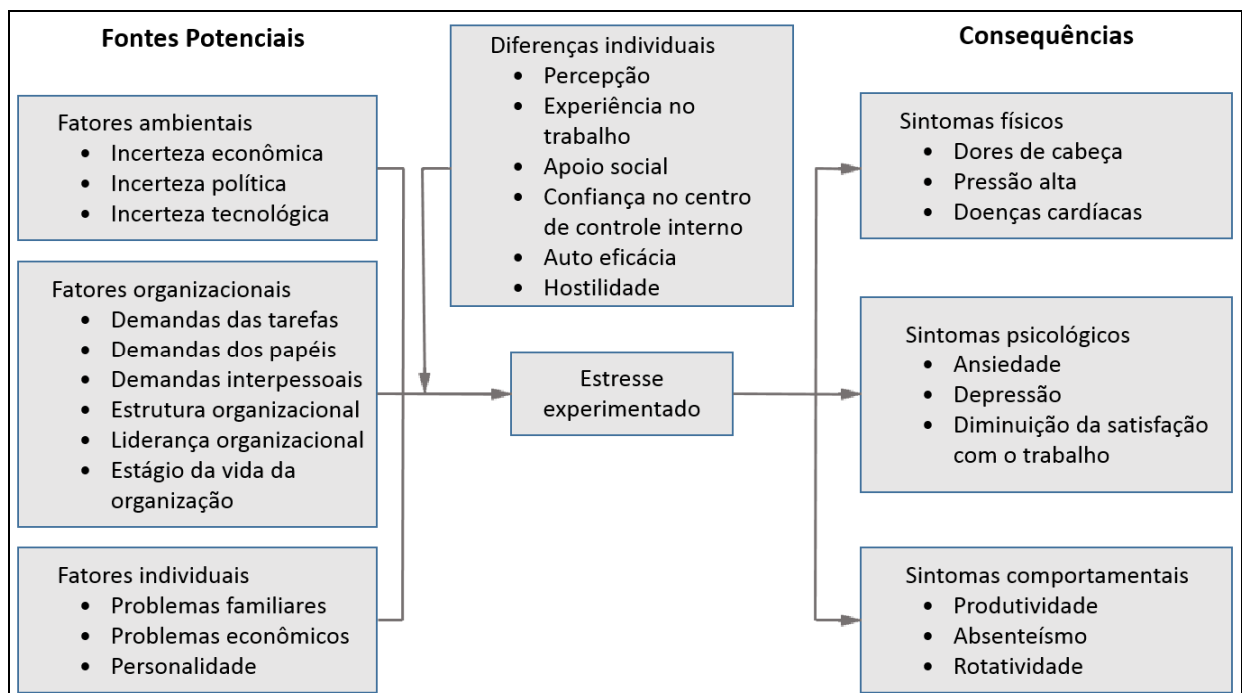 Fontes Potenciais
Fatores ambientais
• Incerteza econômica
• Incerteza política
• Incerteza tecnológica
Fatores organizacionais
• Demandas das tarefas
• Demandas dos papéis
• Demandas interpessoais
• Estrutura organizacional
• Liderança organizacional
• Estágio da vida da
organização
Fatores individuais
• Problemas familiares
• Problemas econômicos
• Personalidade
Diferenças individuais
• Percepção
• Experiência no
trabalho
• Apoio social
• Confiança no centro
de controle interno
• Auto eficácia
• Hostilidade
Estresse
experimentado
Consequências
Sintomas físicos
• Dores de cabeça
• Pressão alta
• Doenças cardíacas
Sintomas psicológicos
• Ansiedade
• Depressão
• Diminuição da satisfação
com o trabalho
Sintomas comportamentais
• Produtividade
• Absenteísmo
• Rotatividade